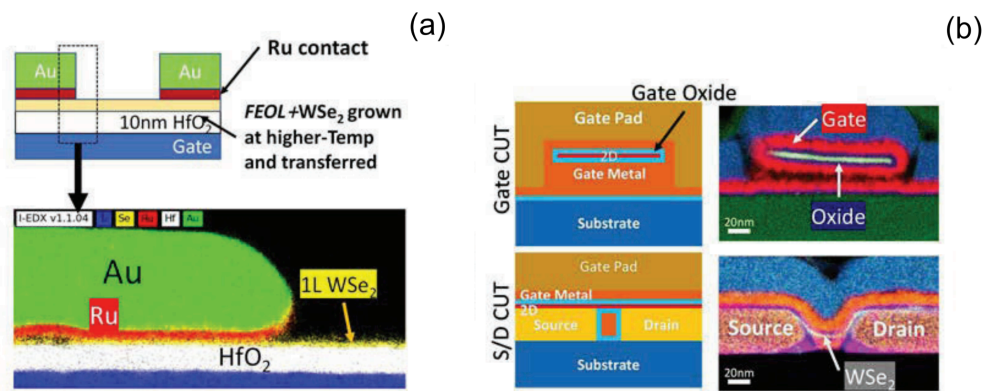 (a)
Ru contact
Au
Au
FEOL+WSe₂ grown
at higher-Temp
and transferred
10nm HfO₂
Gate
I-EDX v1.1.04
Se
Ru
Hf
Au
Au
1L WSe₂
Ru
HfO₂
(b)
Gate Oxide
Gate CUT
Gate Pad
2D
Gate Metal
Substrate
Gate
Oxide
20nm
S/D CUT
Gate Pad
Gate Metal
2D
Source
Drain
Substrate
Source
Drain
WSe₂
20nm